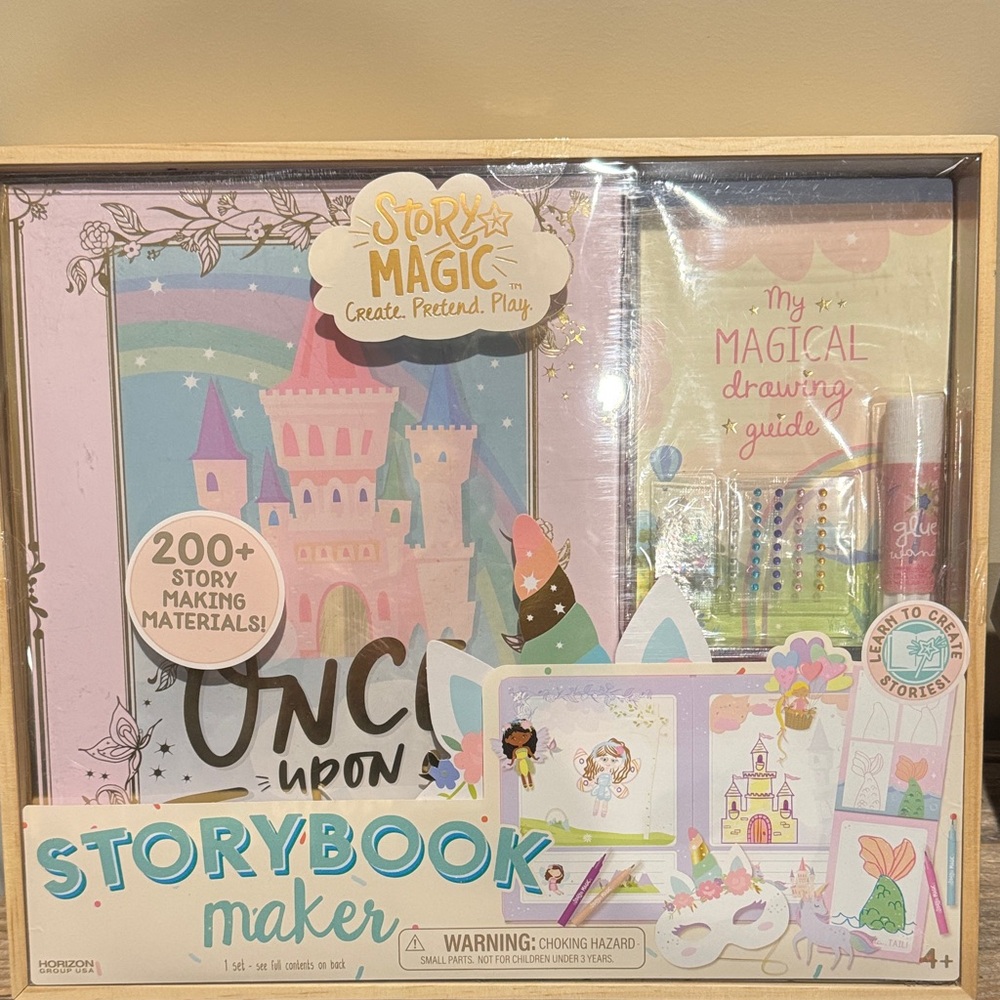 STORY
MAGIC™
Create. Pretend. Play.
My
MAGICAL
drawing
guide
glue
wand
200+
STORY
MAKING
MATERIALS!
ONCE
UPON
LEARN TO CREATE
STORIES!
STORYBOOK
maker
1 set - see full contents on back
HORIZON
GROUP USA
WARNING: CHOKING HAZARD-
SMALL PARTS. NOT FOR CHILDREN UNDER 3 YEARS.
4+